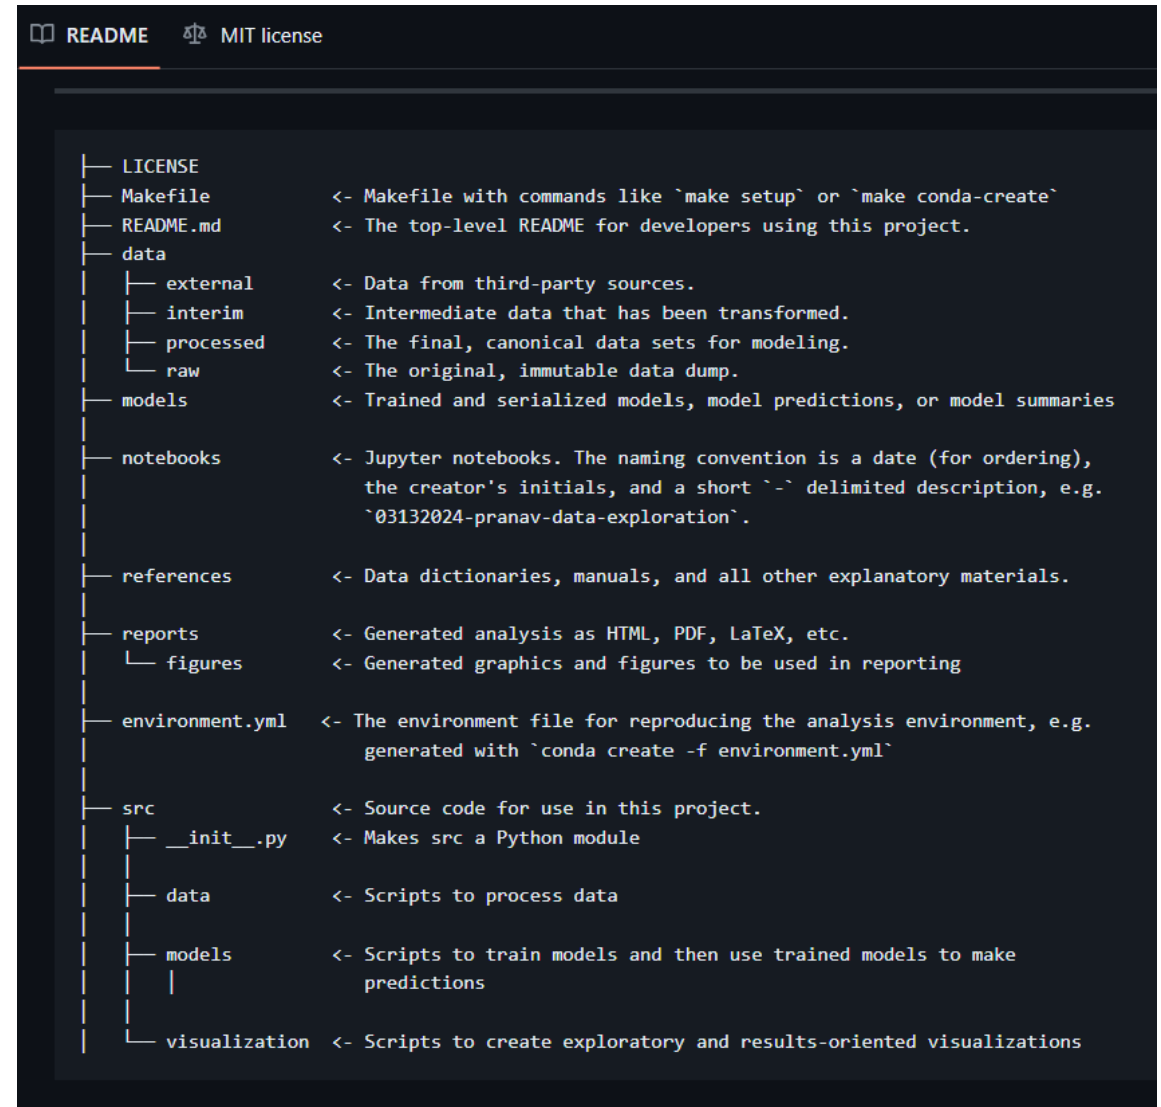 README MIT license
├── LICENSE
├── Makefile           <- Makefile with commands like `make setup` or `make conda-create`
├── README.md          <- The top-level README for developers using this project.
├── data
│   ├── external       <- Data from third-party sources.
│   ├── interim        <- Intermediate data that has been transformed.
│   ├── processed      <- The final, canonical data sets for modeling.
│   └── raw            <- The original, immutable data dump.
├── models             <- Trained and serialized models, model predictions, or model summaries
│
├── notebooks          <- Jupyter notebooks. The naming convention is a date (for ordering),
│                         the creator's initials, and a short `-` delimited description, e.g.
│                         `03132024-pranav-data-exploration`.
│
├── references         <- Data dictionaries, manuals, and all other explanatory materials.
│
├── reports            <- Generated analysis as HTML, PDF, LaTeX, etc.
│   └── figures        <- Generated graphics and figures to be used in reporting
│
├── environment.yml   <- The environment file for reproducing the analysis environment, e.g.
│                         generated with `conda create -f environment.yml`
│
├── src                <- Source code for use in this project.
│   ├── __init__.py    <- Makes src a Python module
│   │
│   ├── data           <- Scripts to process data
│   │
│   ├── models         <- Scripts to train models and then use trained models to make
│   │   │                 predictions
│   │
│   └── visualization  <- Scripts to create exploratory and results-oriented visualizations